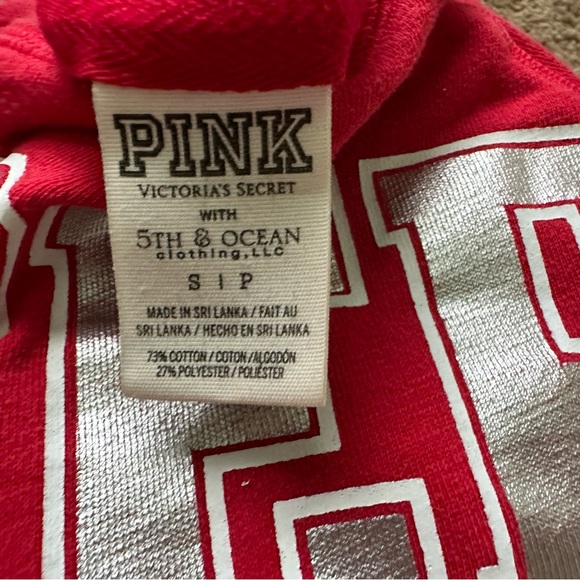 PINK
VICTORIA'S SECRET
WITH
5TH & OCEAN
clothing, LLC
S | P
MADE IN SRI LANKA / FAIT AU
SRI LANKA / HECHO EN SRI LANKA
73% COTTON / COTON / ALGODÓN
27% POLYESTER / POLIÉSTER